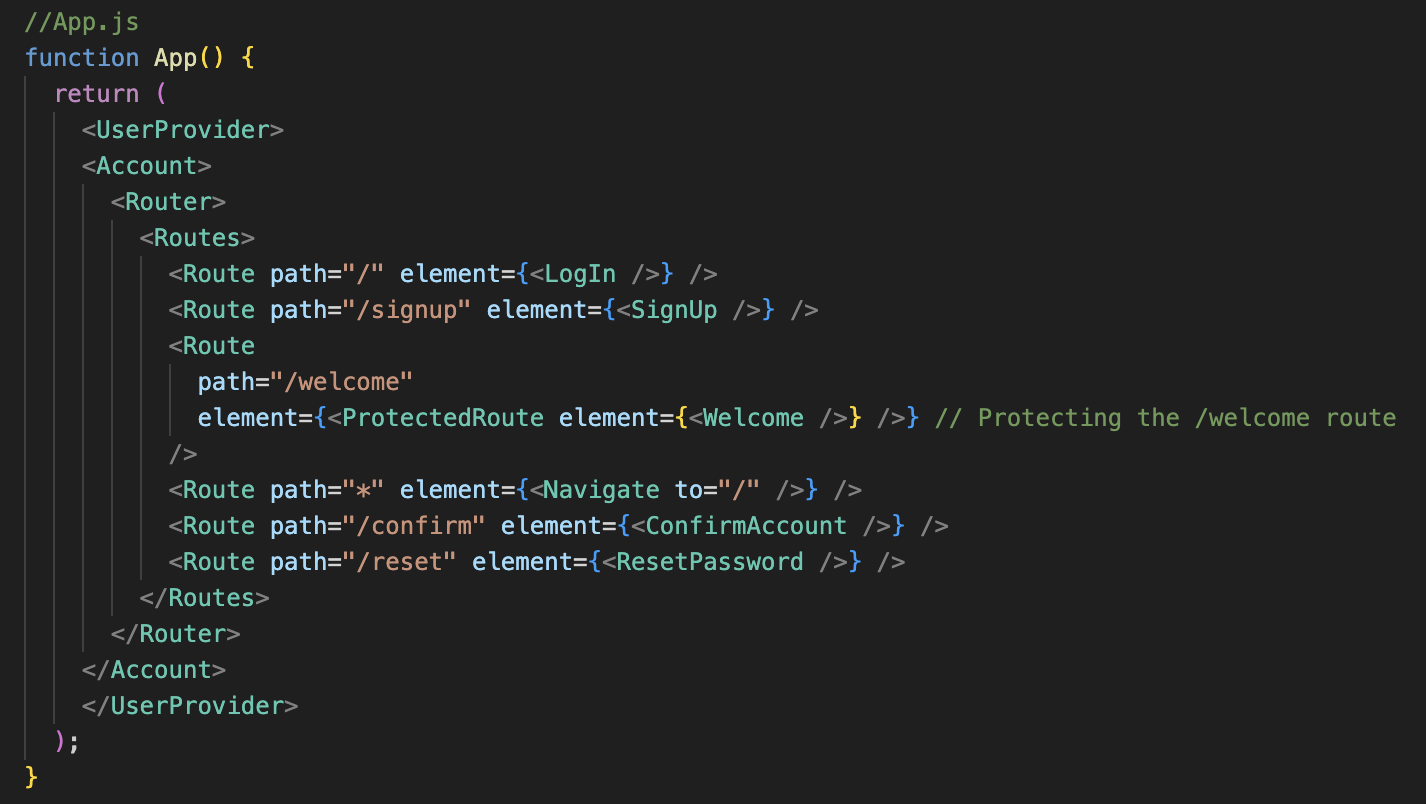 //App.js
function App() {
  return (
    <UserProvider>
    <Account>
      <Router>
        <Routes>
          <Route path="/" element={<LogIn />} />
          <Route path="/signup" element={<SignUp />} />
          <Route
            path="/welcome"
            element={<ProtectedRoute element={<Welcome />} />} // Protecting the /welcome route
          />
          <Route path="*" element={<Navigate to="/" />} />
          <Route path="/confirm" element={<ConfirmAccount />} />
          <Route path="/reset" element={<ResetPassword />} />
        </Routes>
      </Router>
    </Account>
    </UserProvider>
  );
}